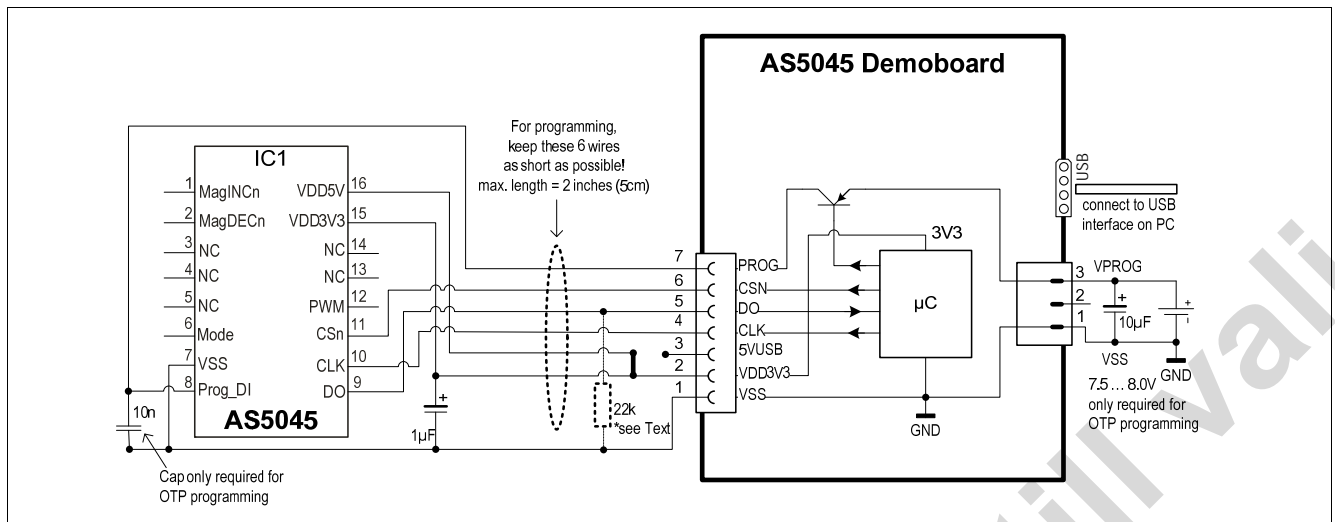 AS5045 Demoboard
For programming,
keep these 6 wires
as short as possible!
max. length = 2 inches (5cm)
IC1
1 MagINCn
2 MagDECn
3 NC
4 NC
5 NC
6 Mode
7 VSS
8 Prog_DI
VDD5V 16
VDD3V3 15
NC 14
NC 13
PWM 12
CSn 11
CLK 10
DO 9
AS5045
10n
Cap only required for
OTP programming
1µF
22k
*see Text
7 PROG
6 CSN
5 DO
4 CLK
3 5VUSB
2 VDD3V3
1 VSS
3V3
µC
GND
USB
connect to USB
interface on PC
3 VPROG
2
1
+
10µF
+
-
VSS
GND
7.5 ... 8.0V
only required for
OTP programming
+
till vali